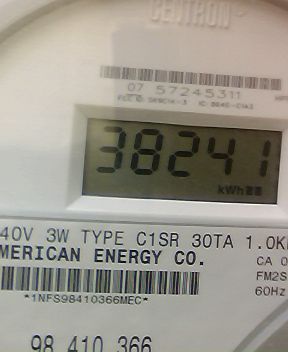 CENTRON
07 57245311
38241
kWh
40V 3W TYPE C1SR 30TA 1.0K
MERICAN ENERGY CO.
CA 0
FM2S
60Hz
*1NFS98410366MEC*
98 410 366